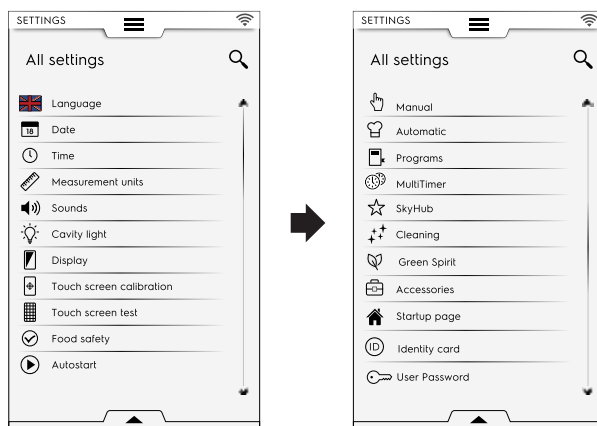 SETTINGS
All settings
Language
18
Date
Time
Measurement units
Sounds
Cavity light
Display
Touch screen calibration
Touch screen test
Food safety
Autostart
SETTINGS
All settings
Manual
Automatic
Programs
MultiTimer
SkyHub
Cleaning
Green Spirit
Accessories
Startup page
ID
Identity card
User Password